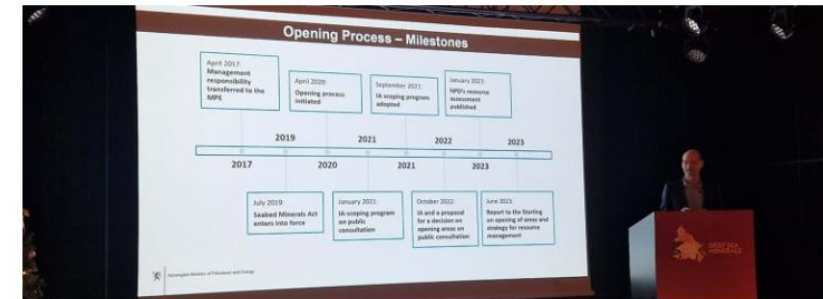 Opening Process – Milestones
April 2017:
Management
responsibility
transferred to the
MPE
April 2020:
Opening process
initiated
September 2021:
IA scoping program
adopted
January 2023:
NPD's resource
assessment
published
2019
2021
2022
2023
2017
2020
2021
2023
July 2019:
Seabed Minerals Act
enters into force
January 2021:
IA scoping program
on public
consultation
October 2022:
IA and a proposal
for a decision on
opening areas on
public consultation
June 2023:
Report to the Storting
on opening of areas and
strategy for resource
management
Norwegian Ministry of Petroleum and Energy
DEEP SEA
MINERALS